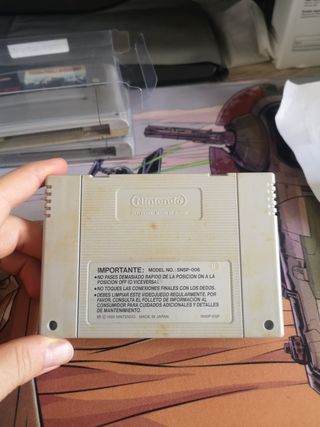 Nintendo
IMPORTANTE: MODEL NO.: SNSP-006
•NO PASES DEMASIADO RAPIDO DE LA POSICION ON A LA
POSICION OFF (O VICEVERSA).
•NO TOQUES LAS CONEXIONES FINALES CON LOS DEDOS.
•DEBES LIMPIAR ESTE VIDEOJUEGO REGULARMENTE. POR
FAVOR, CONSULTA EL FOLLETO DE INFORMACION AL
CONSUMIDOR PARA CUIDADOS ADICIONALES Y DETALLES
DE MANTENIMIENTO.
NINTENDO MADE IN JAPAN